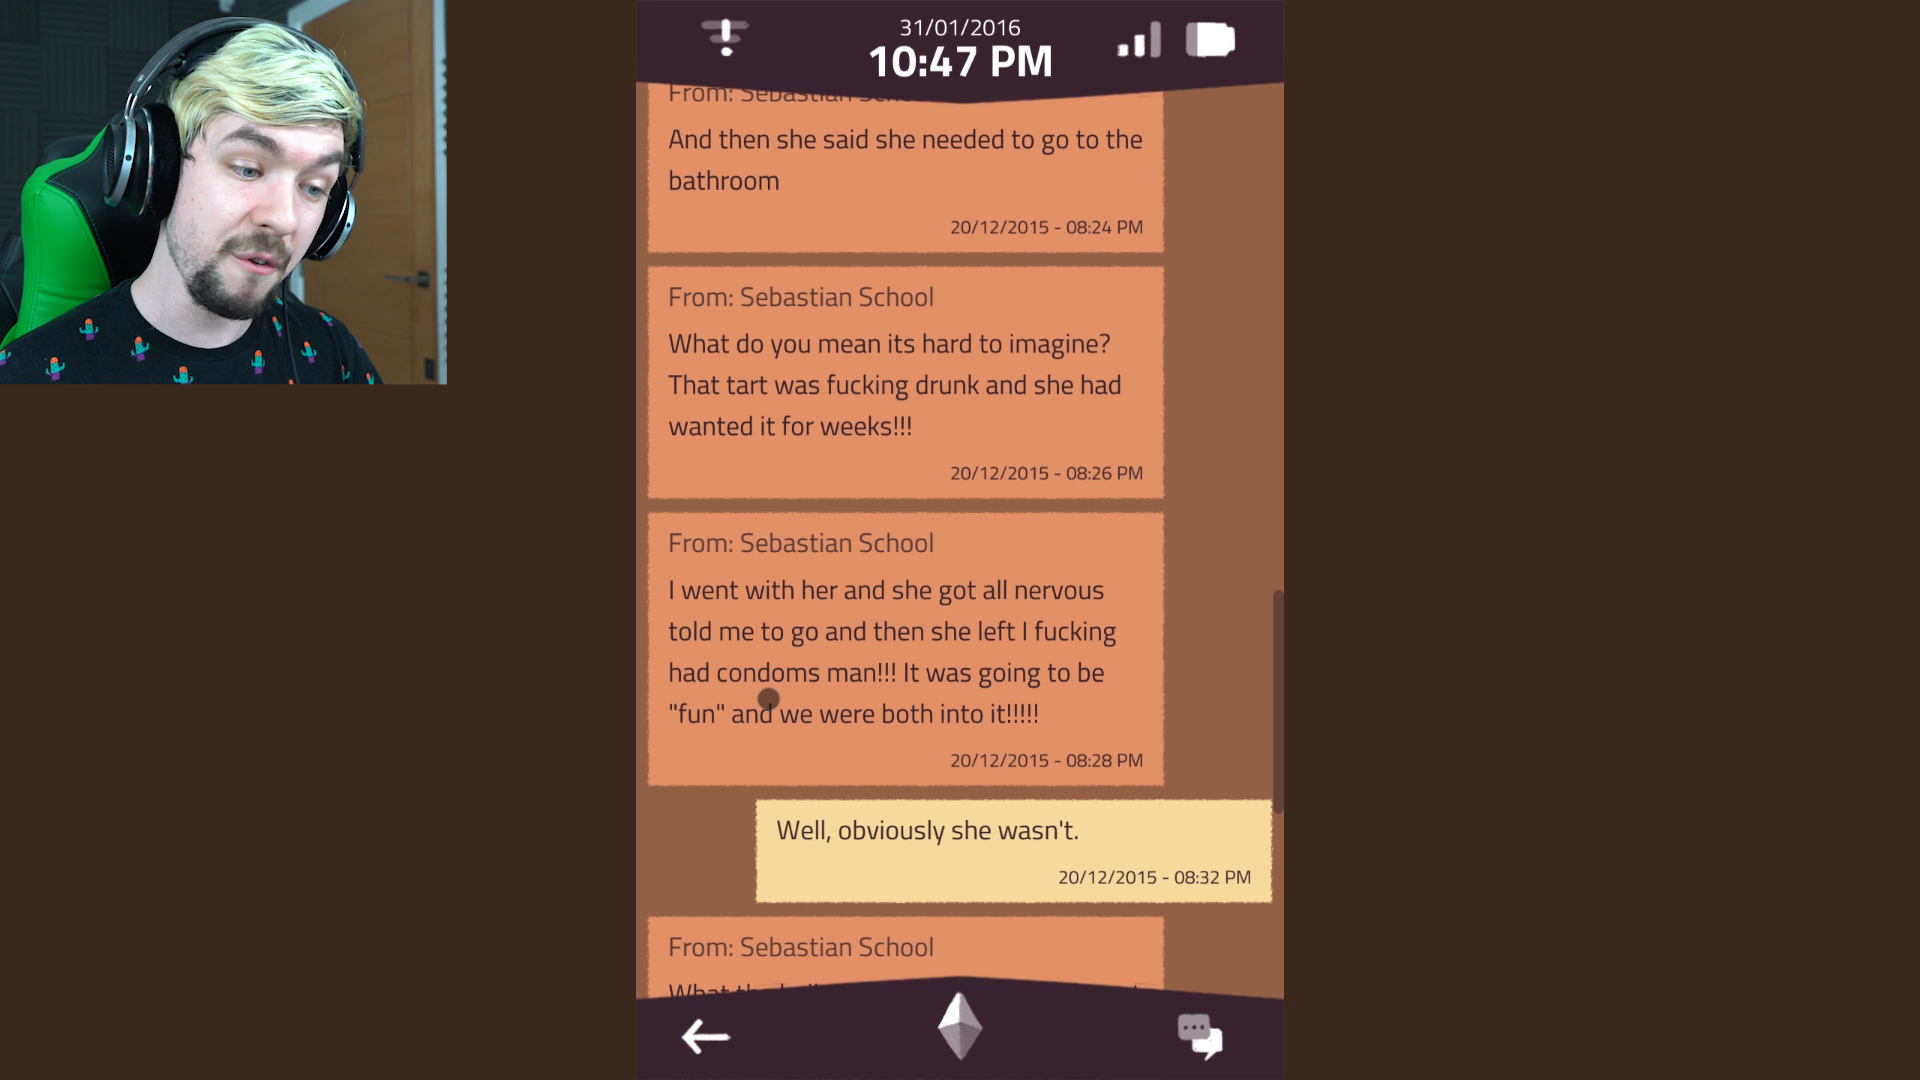 31/01/2016
10:47 PM
From: Sebastian
And then she said she needed to go to the
bathroom
20/12/2015 - 08:24 PM
From: Sebastian School
What do you mean its hard to imagine?
That tart was fucking drunk and she had
wanted it for weeks!!!
20/12/2015 - 08:26 PM
From: Sebastian School
I went with her and she got all nervous
told me to go and then she left I fucking
had condoms man!!! It was going to be
"fun" and we were both into it!!!!!
20/12/2015 - 08:28 PM
Well, obviously she wasn't.
20/12/2015 - 08:32 PM
From: Sebastian School
What